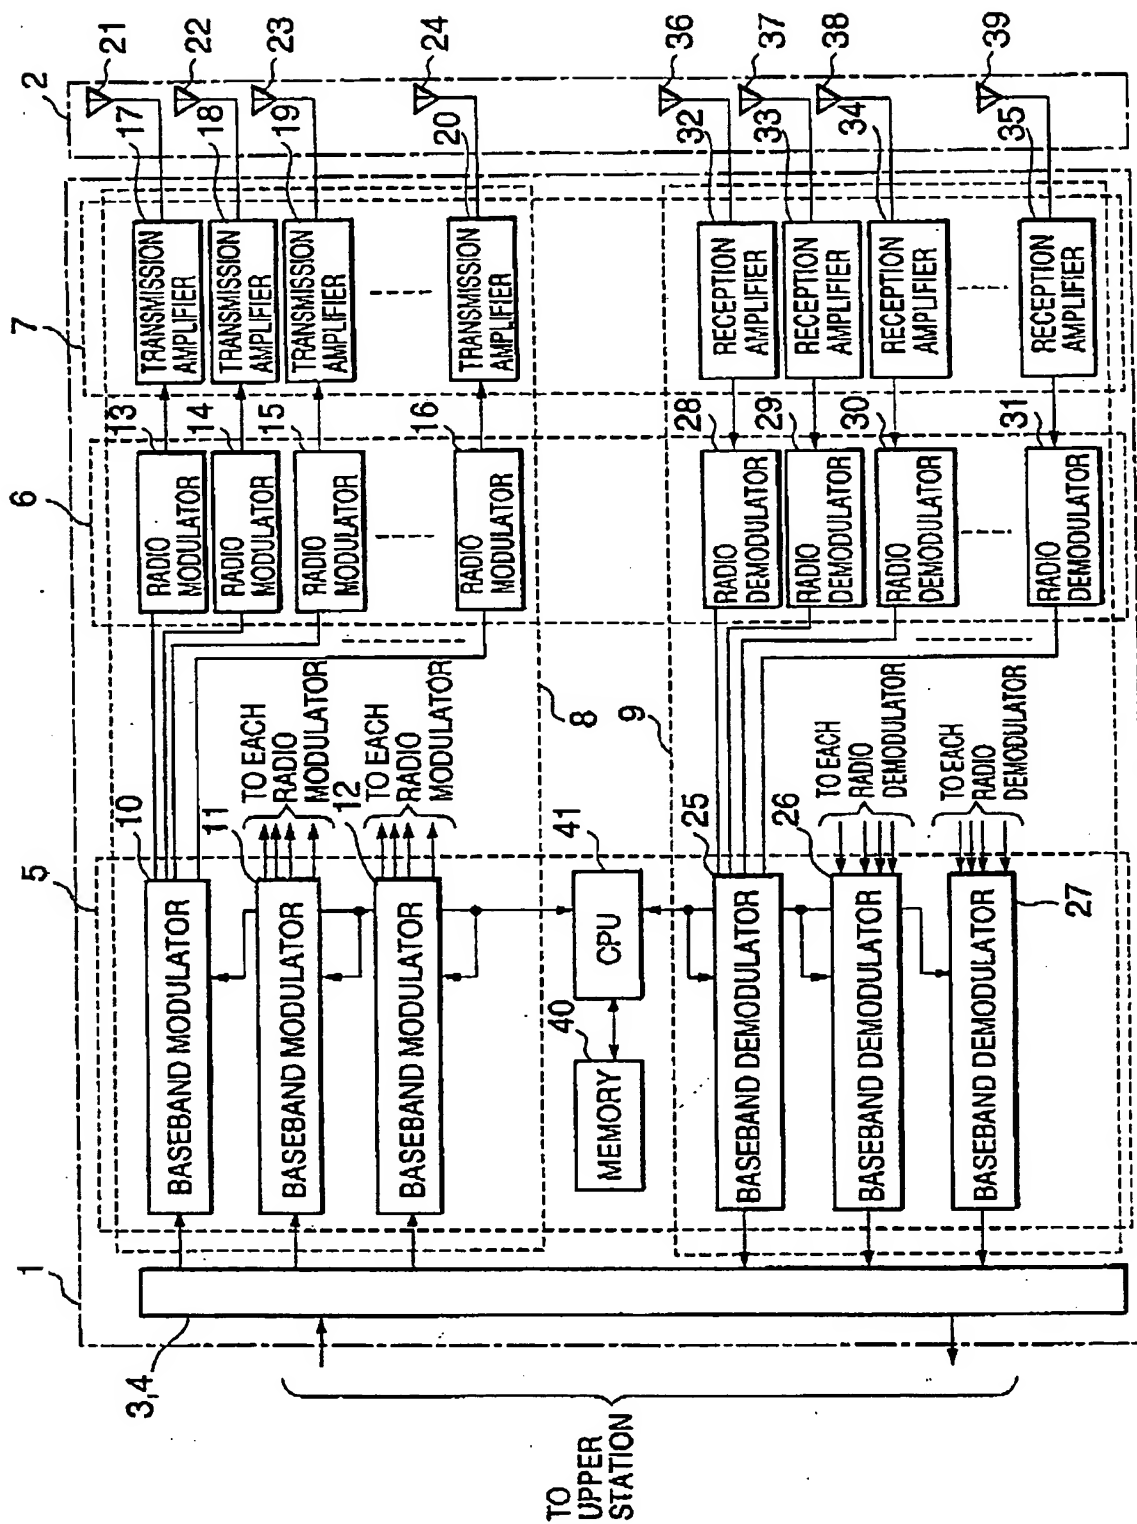 1
2
3,4
5
6
7
10
BASEBAND MODULATOR
11
BASEBAND MODULATOR
12
BASEBAND MODULATOR
TO EACH
RADIO
MODULATOR
TO EACH
RADIO
MODULATOR
13
RADIO
MODULATOR
14
RADIO
MODULATOR
15
RADIO
MODULATOR
16
RADIO
MODULATOR
17
TRANSMISSION
AMPLIFIER
18
TRANSMISSION
AMPLIFIER
19
TRANSMISSION
AMPLIFIER
20
TRANSMISSION
AMPLIFIER
21
22
23
24
8
9
40
MEMORY
41
CPU
25
BASEBAND DEMODULATOR
26
BASEBAND DEMODULATOR
27
BASEBAND DEMODULATOR
TO EACH
RADIO
DEMODULATOR
TO EACH
RADIO
DEMODULATOR
28
RADIO
DEMODULATOR
29
RADIO
DEMODULATOR
30
RADIO
DEMODULATOR
31
RADIO
DEMODULATOR
32
RECEPTION
AMPLIFIER
33
RECEPTION
AMPLIFIER
34
RECEPTION
AMPLIFIER
35
RECEPTION
AMPLIFIER
36
37
38
39
TO
UPPER
STATION